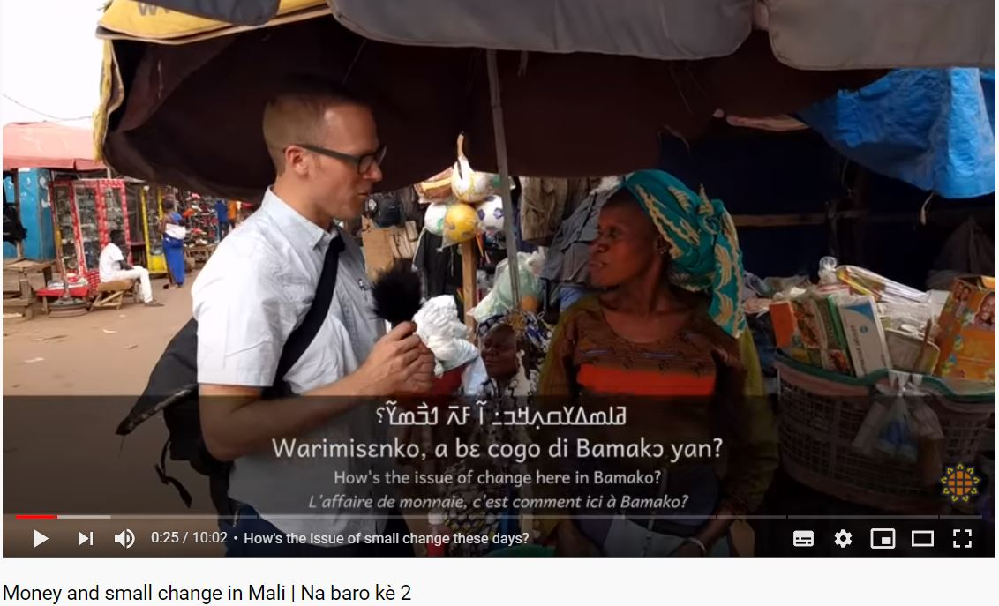 Warimisɛnko, a bɛ cogo di Bamakɔ yan?
How's the issue of change here in Bamako?
L'affaire de monnaie, c'est comment ici à Bamako?
0:25 / 10:02 • How's the issue of small change these days?
Money and small change in Mali | Na baro kè 2